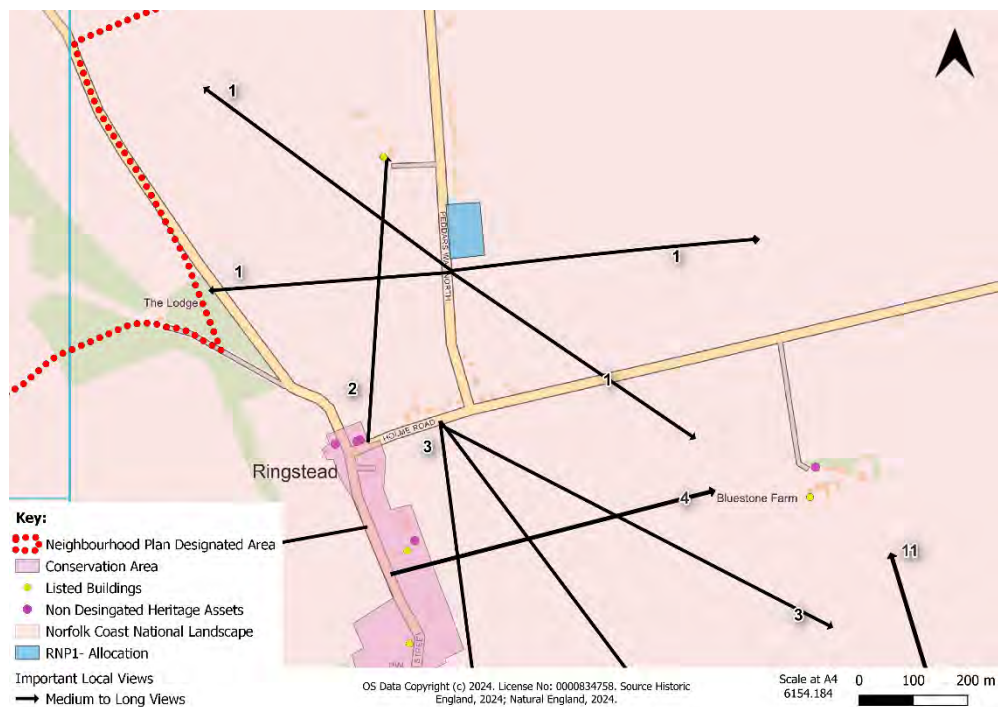 1
PEDDARS WAY NORTH
1
1
The Lodge
2
1
HOLME ROAD
3
Ringstead
4
Bluestone Farm
11
3
STREET
Key:
Neighbourhood Plan Designated Area
Conservation Area
Listed Buildings
Non Desingated Heritage Assets
Norfolk Coast National Landscape
RNP1- Allocation
Important Local Views
Medium to Long Views
OS Data Copyright (c) 2024. License No: 0000834758. Source Historic
England, 2024; Natural England, 2024.
Scale at A4
6154.184
0 100 200 m